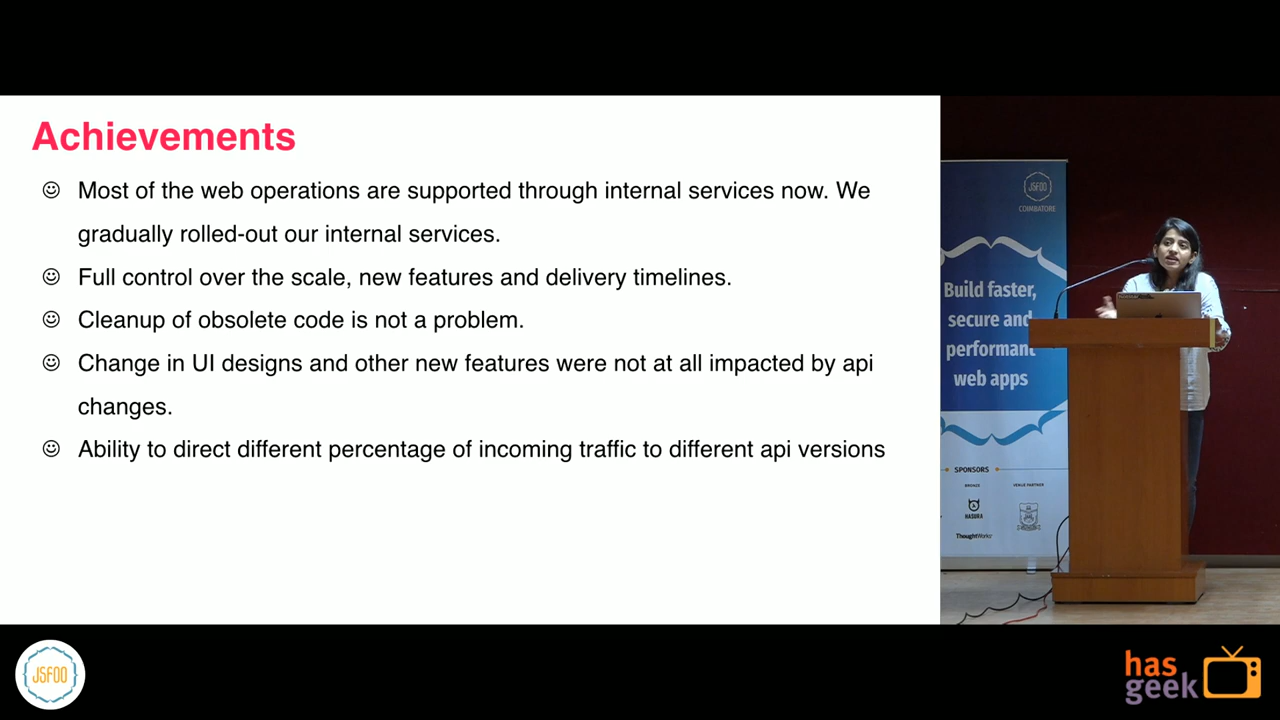 Achievements
Most of the web operations are supported through internal services now. We
gradually rolled-out our internal services.
Full control over the scale, new features and delivery timelines.
Cleanup of obsolete code is not a problem.
Change in UI designs and other new features were not at all impacted by api
changes.
Ability to direct different percentage of incoming traffic to different api versions
JSFOO
COIMBATORE
Build faster,
secure and
performant
web apps
SPONSORS
BRONZE
VENUE PARTNER
HASURA
ThoughtWorks
JSFOO
has
geek